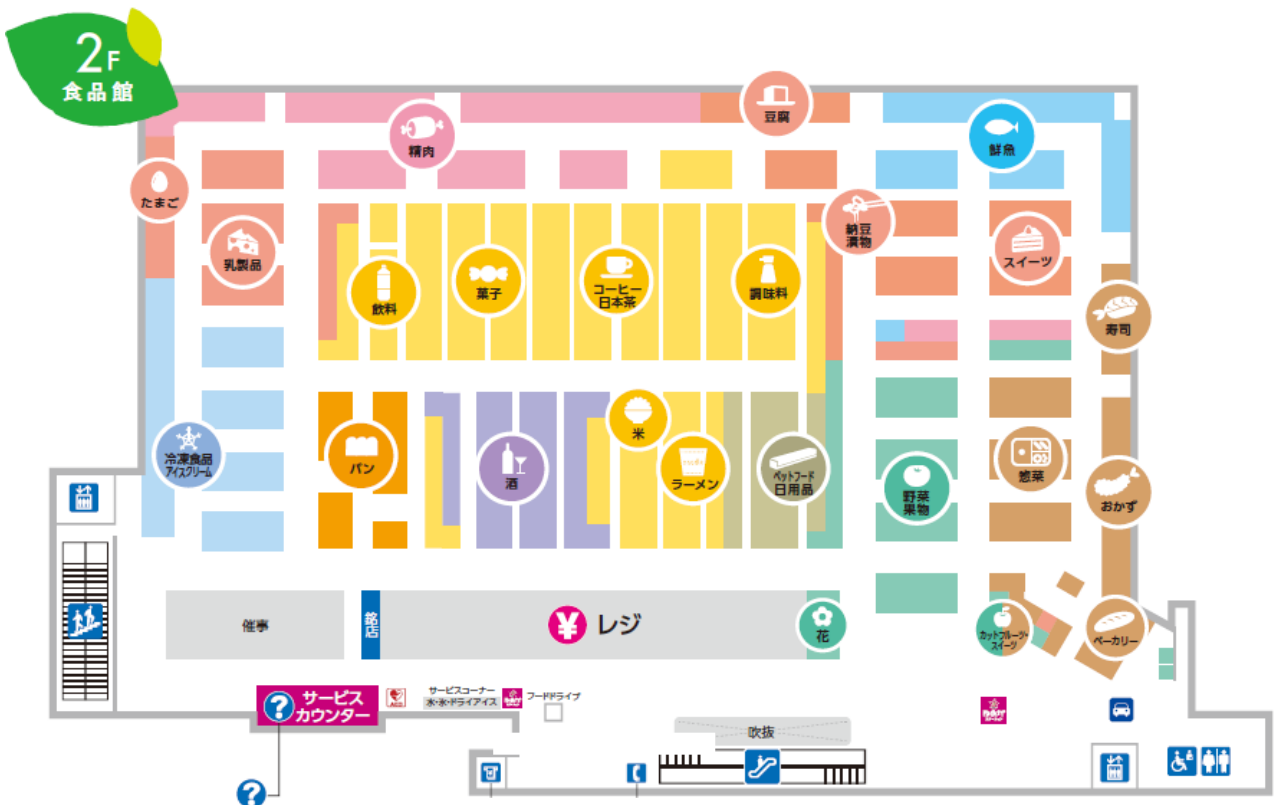 2F
食品館
豆腐
精肉
鮮魚
たまご
納豆
漬物
乳製品
スイーツ
飲料
菓子
コーヒー
日本茶
調味料
寿司
米
冷凍食品
アイスクリーム
パン
酒
ラーメン
ペットフード
日用品
野菜
果物
惣菜
おかず
催事
銘店
¥ レジ
花
カットフルーツ・
スイーツ
ベーカリー
? サービス
カウンター
AED
サービスコーナー
水・氷・ドライアイス
フードドライブ
吹抜
?